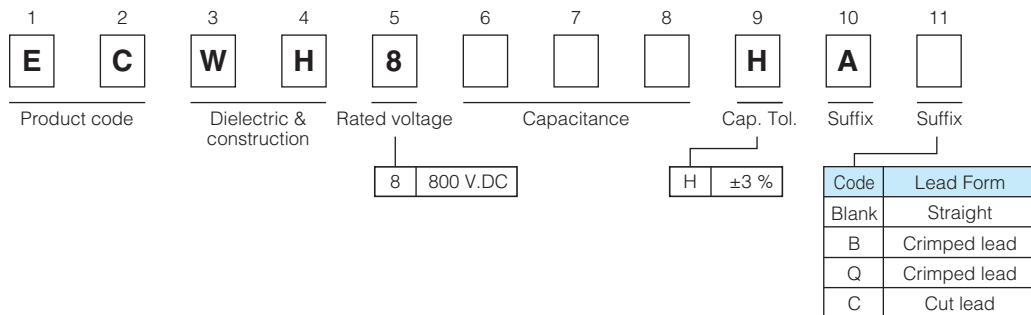 1 2 3 4 5 6 7 8 9 10 11
E C W H 8 H A
Product code Dielectric & construction Rated voltage Capacitance Cap. Tol. Suffix Suffix
8 800 V.DC
H ±3 %
Code Lead Form
Blank Straight
B Crimped lead
Q Crimped lead
C Cut lead